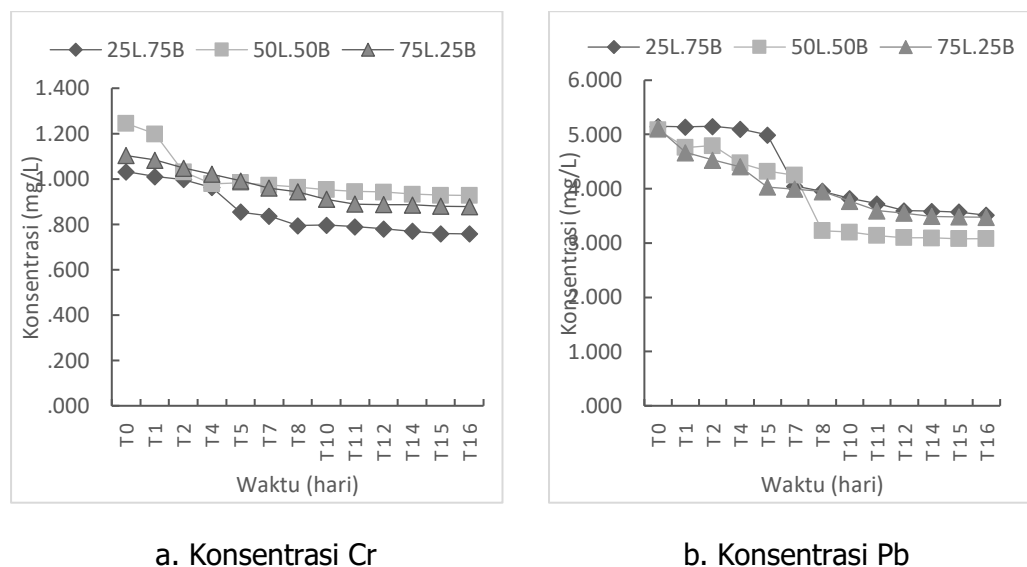 25L.75B 50L.50B 75L.25B
1.400
1.200
1.000
.800
.600
.400
.200
.000
Konsentrasi (mg/L)
T0 T1 T2 T4 T5 T7 T8 T10 T11 T12 T14 T15 T16
Waktu (hari)
a. Konsentrasi Cr
25L.75B 50L.50B 75L.25B
6.000
5.000
4.000
3.000
2.000
1.000
.000
Konsentrasi (mg/L)
T0 T1 T2 T4 T5 T7 T8 T10 T11 T12 T14 T15 T16
Waktu (hari)
b. Konsentrasi Pb